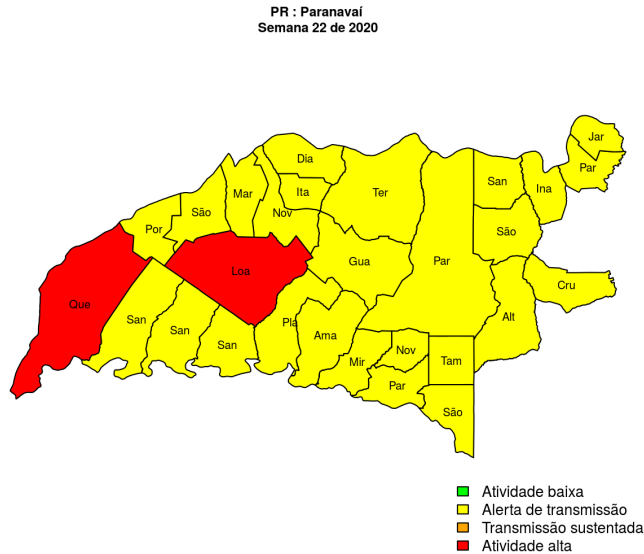 PR : Paranavaí
Semana 22 de 2020
Jar
Par
Dia
Ita
Mar
Ter
San
Ina
São
Nov
Por
São
Loa
Gua
Par
Cru
Que
San
San
San
Pla
Ama
Alt
Mir
Nov
Tam
Par
São
Atividade baixa
Alerta de transmissão
Transmissão sustentada
Atividade alta